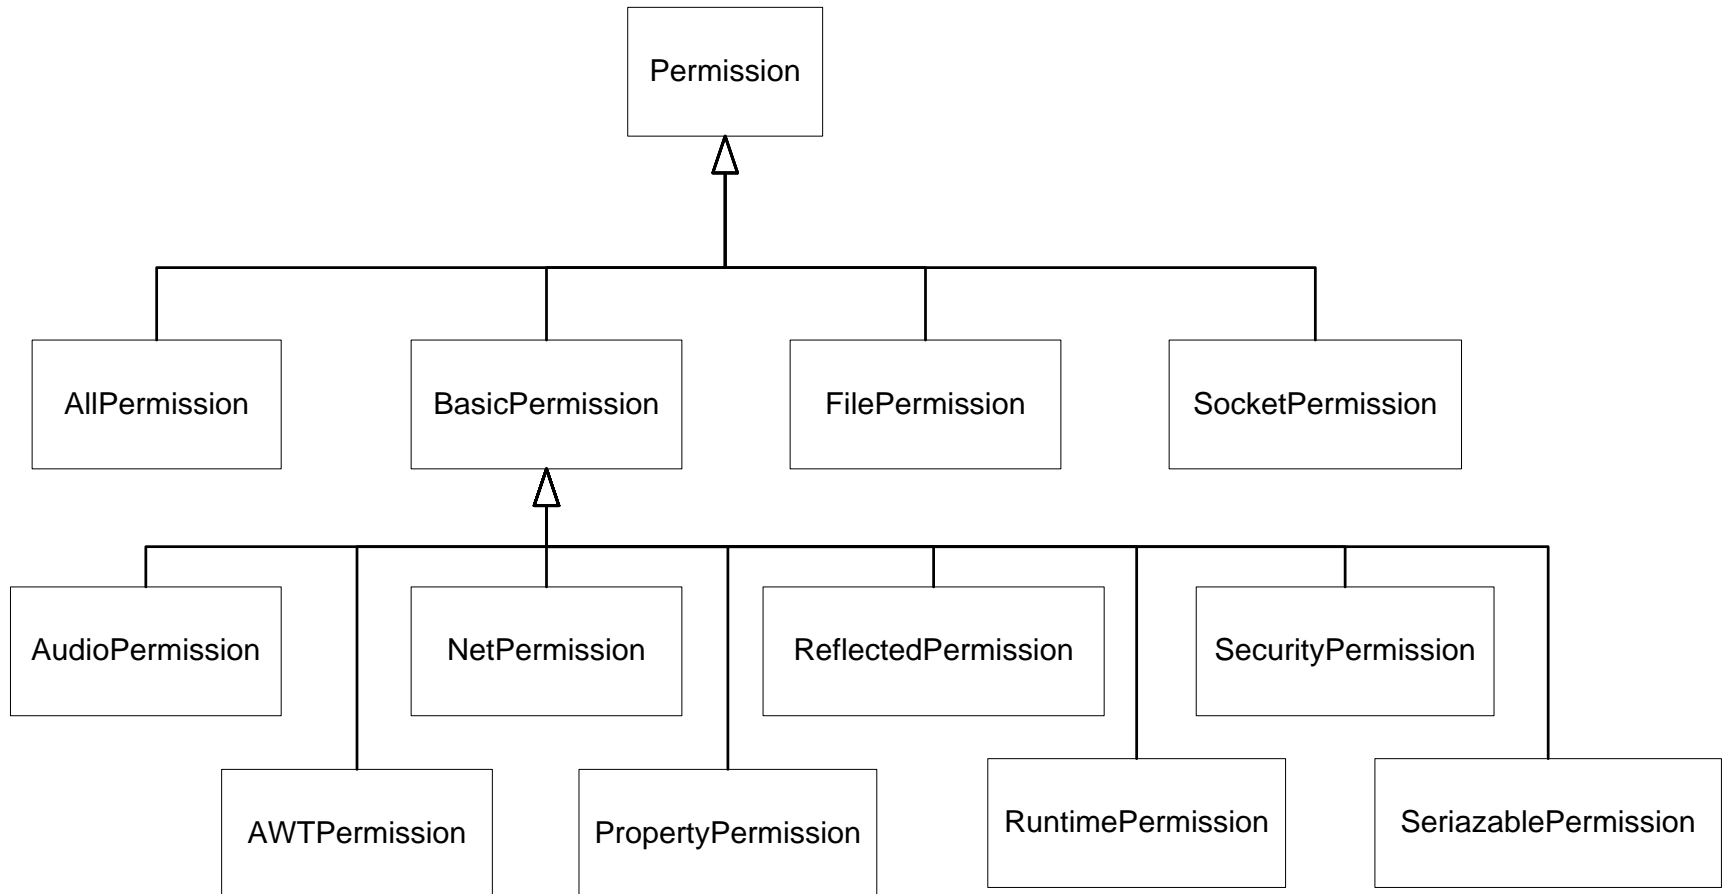 Permission
AllPermission
BasicPermission
FilePermission
SocketPermission
AudioPermission
NetPermission
ReflectedPermission
SecurityPermission
AWTPermission
PropertyPermission
RuntimePermission
SeriazablePermission